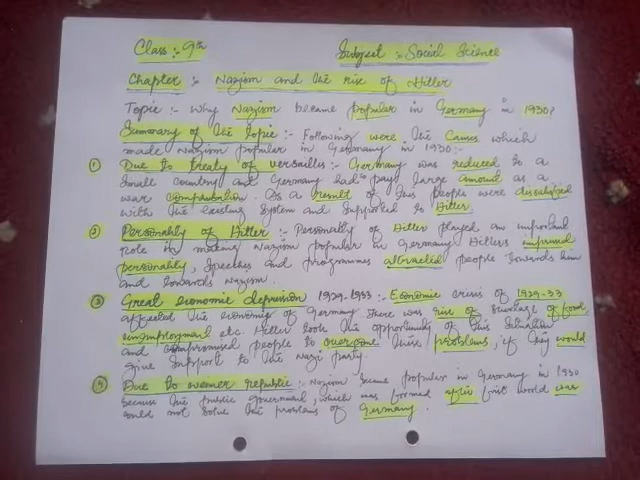 Class :- 9th Subject :- Social Science
Chapter :- Nazism and the rise of Hitler
Topic :- Why Nazism became popular in Germany in 1930?
Summary of the topic :- Following were the causes which
made Nazism popular in Germany in 1930:-
① Due to treaty of versailles :- Germany was reduced to a
small country and Germany had to pay large amount as a
war . As a result of this people were dissatisfied
with the existing system and supported to Hitler.
② Personality of Hitler :- Personality of Hitler played an important
role in making Nazism popular in Germany Hitler's
personality, speeches and programmes attracted people towards him
and towards Nazism.
③ Great economic depression 1929-1933 :- Economic crisis of 1929-33
affected the economy of Germany there was rise of shortage of food
unemployment etc. Hitler took the opportunity of this situation
and people to overcome these problems, if they would
give support to the Nazi party.
④ Due to republic :- Nazism became popular in Germany in 1930
because the public government, which was formed after first world war
could not solve the problems of Germany.